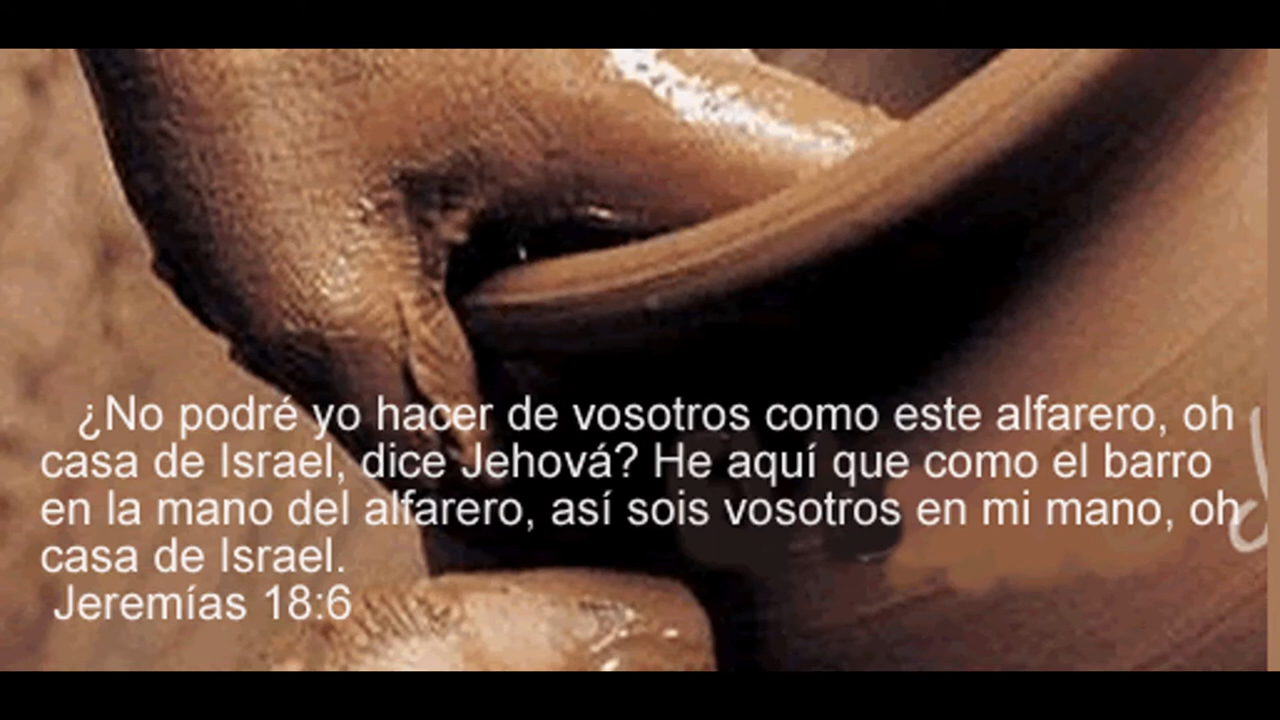 ¿No podré yo hacer de vosotros como este alfarero, oh
casa de Israel, dice Jehová? He aquí que como el barro
en la mano del alfarero, así sois vosotros en mi mano, oh
casa de Israel.
Jeremías 18:6